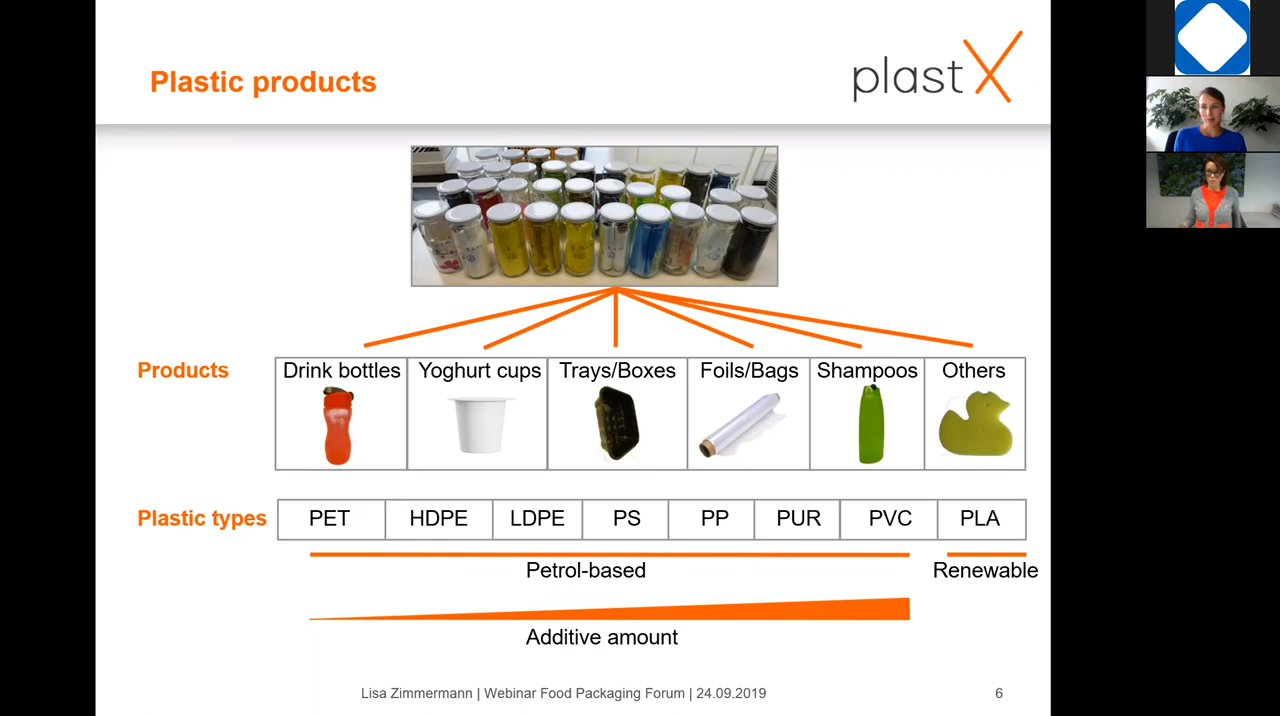 Plastic products
plastX
Products
Drink bottles
Yoghurt cups
Trays/Boxes
Foils/Bags
Shampoos
Others
Plastic types
PET
HDPE
LDPE
PS
PP
PUR
PVC
PLA
Petrol-based
Renewable
Additive amount
Lisa Zimmermann | Webinar Food Packaging Forum | 24.09.2019
6